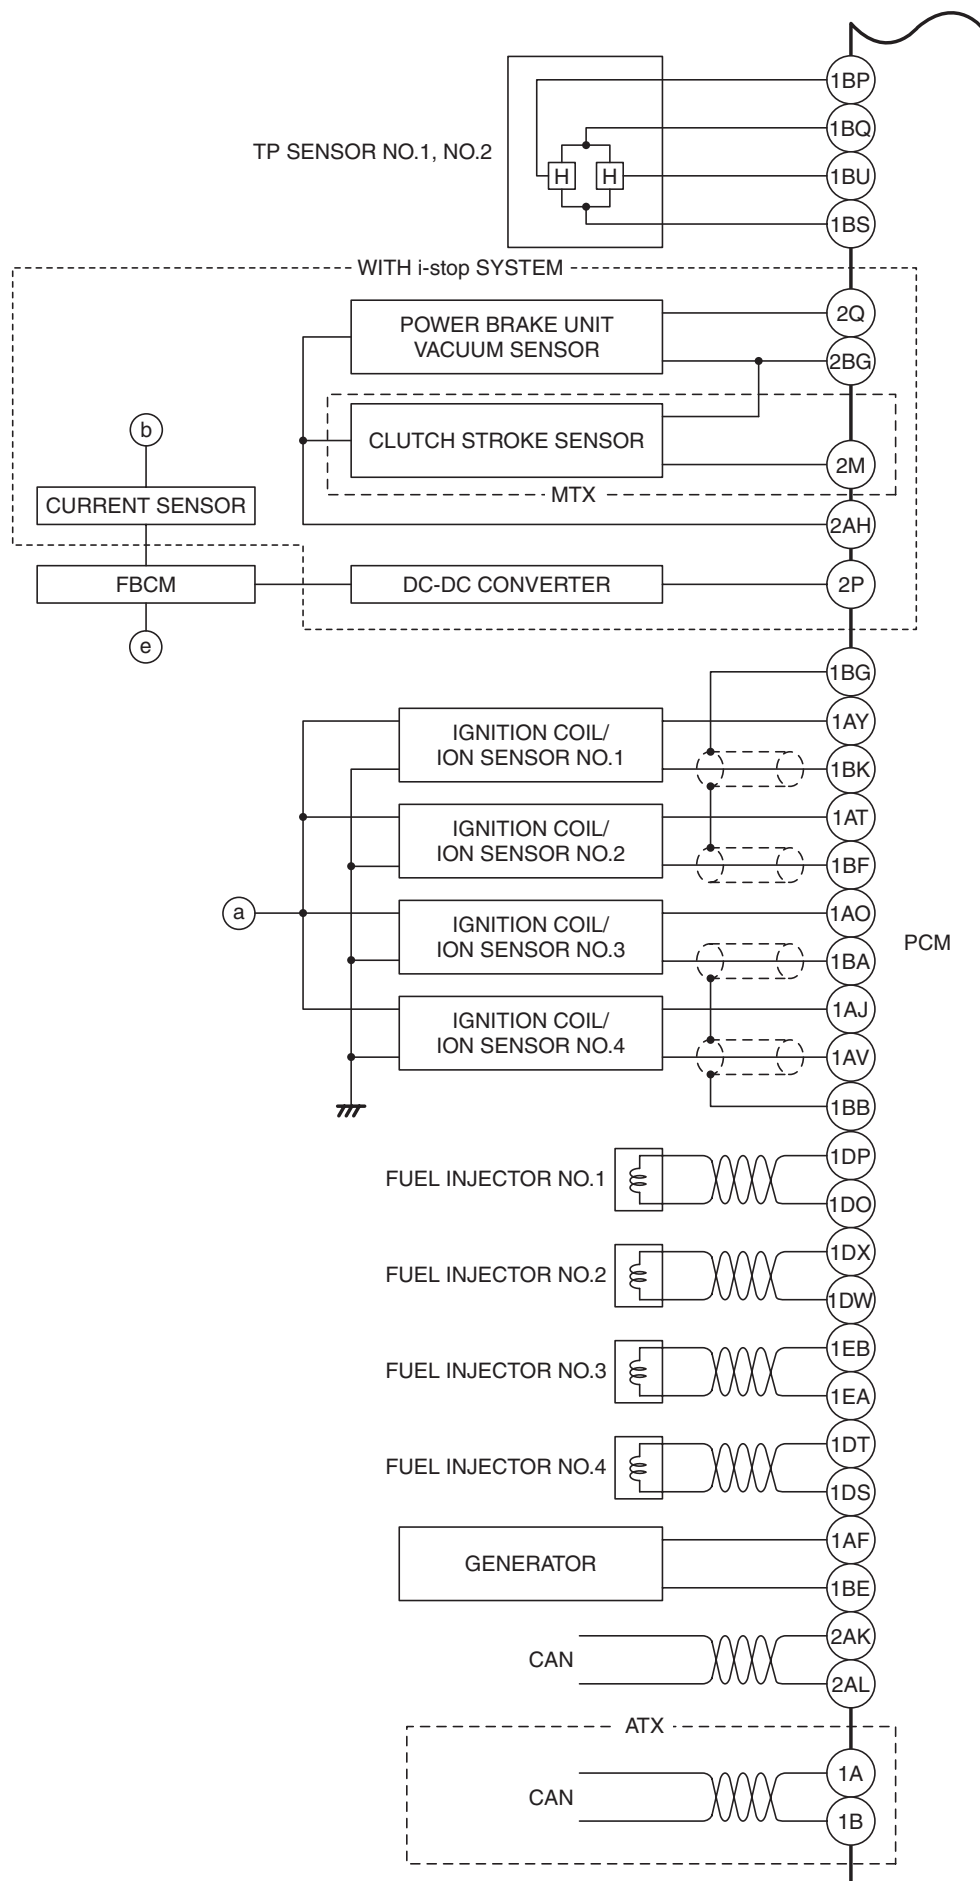 1BP
1BQ
TP SENSOR NO.1, NO.2
H
H
1BU
1BS
WITH i-stop SYSTEM
POWER BRAKE UNIT
VACUUM SENSOR
2Q
2BG
b
CLUTCH STROKE SENSOR
2M
MTX
CURRENT SENSOR
2AH
FBCM
DC-DC CONVERTER
2P
e
1BG
IGNITION COIL/
ION SENSOR NO.1
1AY
1BK
IGNITION COIL/
ION SENSOR NO.2
1AT
1BF
a
IGNITION COIL/
ION SENSOR NO.3
1AO
PCM
1BA
IGNITION COIL/
ION SENSOR NO.4
1AJ
1AV
1BB
FUEL INJECTOR NO.1
1DP
1DO
FUEL INJECTOR NO.2
1DX
1DW
FUEL INJECTOR NO.3
1EB
1EA
FUEL INJECTOR NO.4
1DT
1DS
GENERATOR
1AF
1BE
CAN
2AK
2AL
ATX
CAN
1A
1B